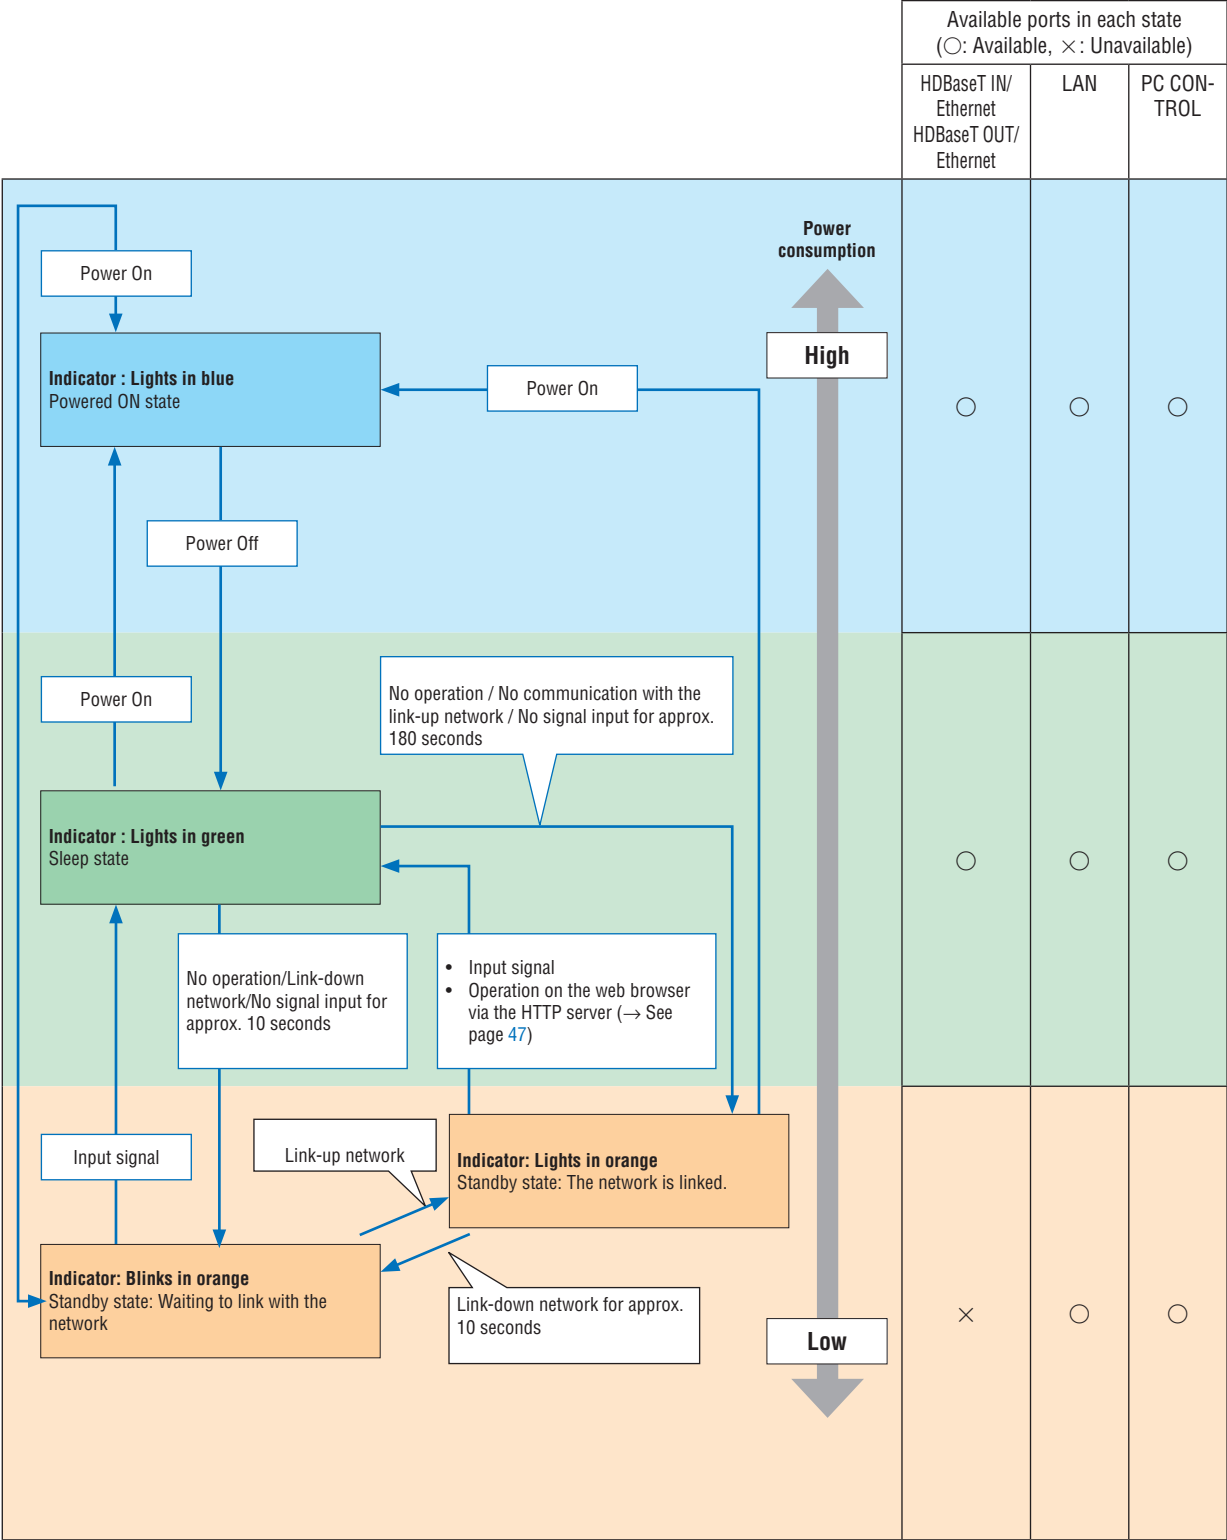 Available ports in each state
(○: Available, ×: Unavailable)
HDBaseT IN/
Ethernet
HDBaseT OUT/
Ethernet
LAN
PC CON-
TROL
Power
consumption
Power On
High
Indicator : Lights in blue
Powered ON state
Power On
○
○
○
Power Off
No operation / No communication with the
link-up network / No signal input for approx.
180 seconds
Power On
Indicator : Lights in green
Sleep state
○
○
○
No operation/Link-down
network/No signal input for
approx. 10 seconds
• Input signal
• Operation on the web browser
via the HTTP server (→ See
page 47)
Input signal
Link-up network
Indicator: Lights in orange
Standby state: The network is linked.
Indicator: Blinks in orange
Standby state: Waiting to link with the
network
Link-down network for approx.
10 seconds
Low
×
○
○